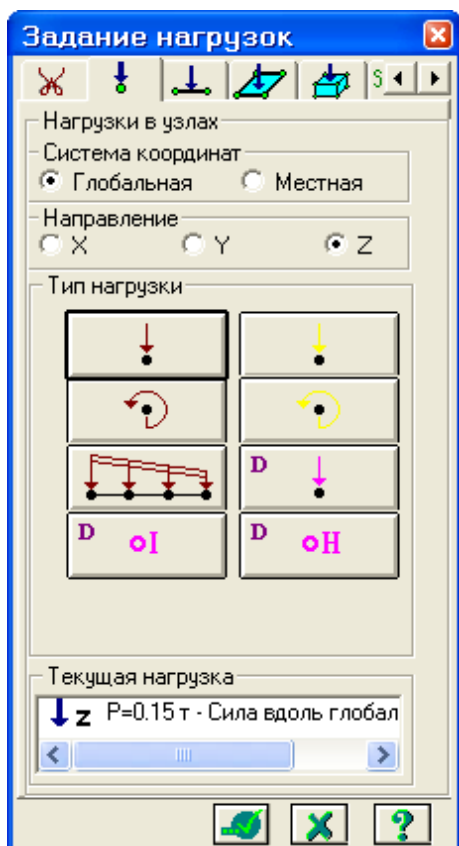 Задание нагрузок
S
Нагрузки в узлах
Система координат
Глобальная Местная
Направление
X Y Z
Тип нагрузки
D
D I D H
Текущая нагрузка
z P=0.15 т - Сила вдоль глобал
?